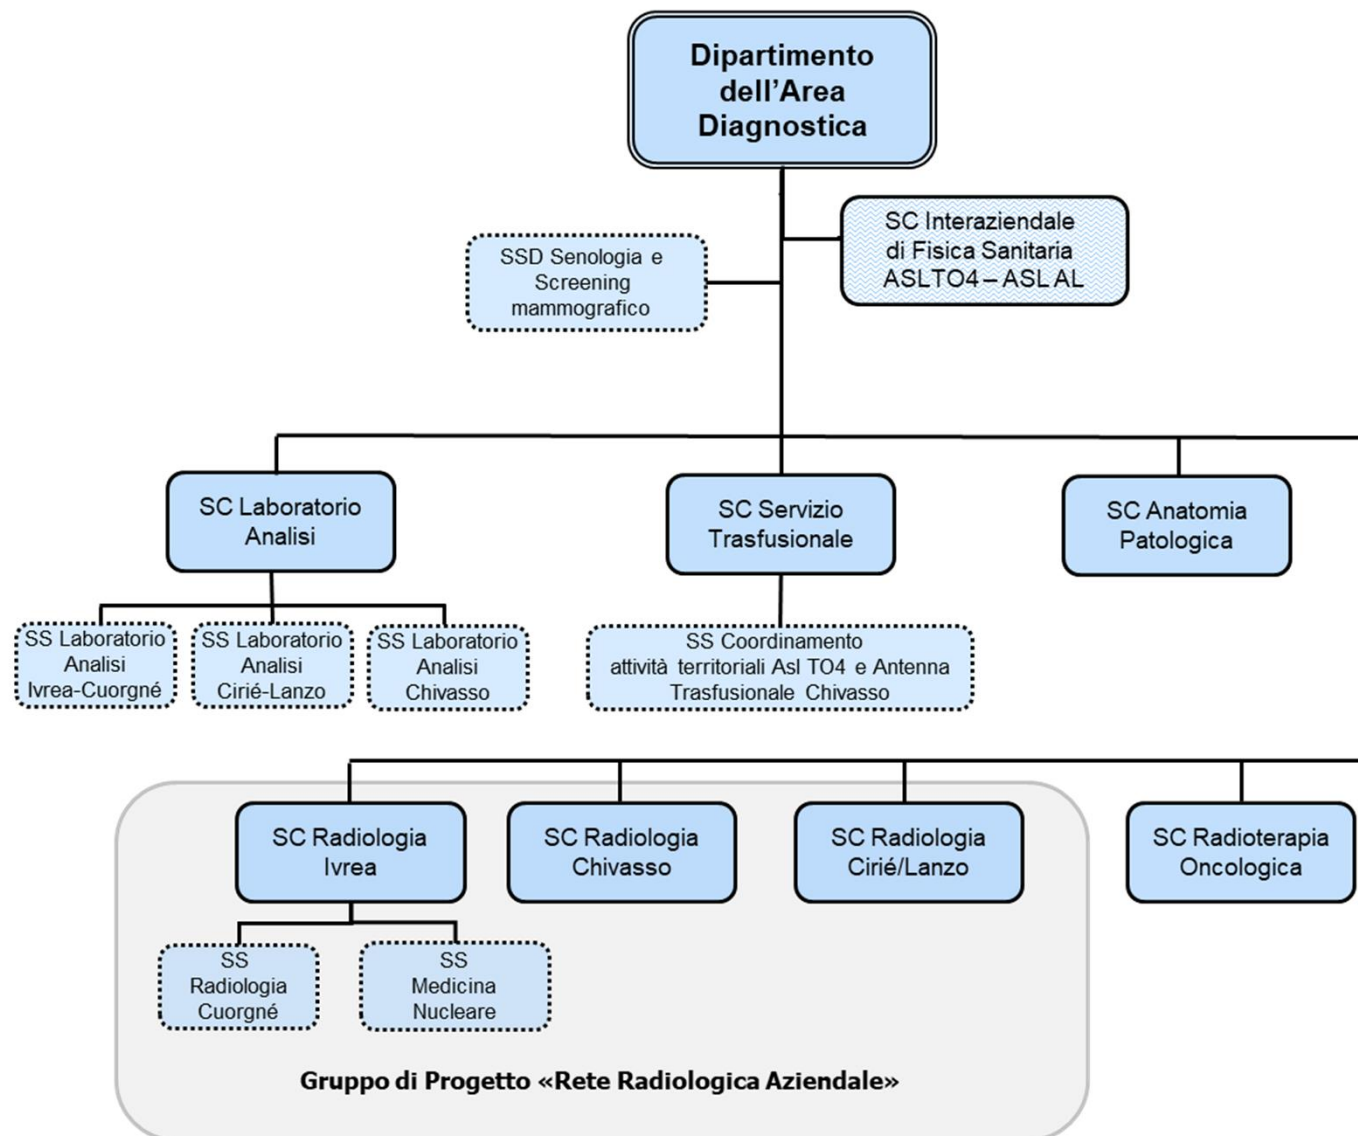 Dipartimento
dell’Area
Diagnostica
SC Interaziendale
di Fisica Sanitaria
ASLTO4 – ASL AL
SSD Senologia e
Screening
mammografico
SC Laboratorio
Analisi
SC Servizio
Trasfusionale
SC Anatomia
Patologica
SS Laboratorio
Analisi
Ivrea-Cuorgné
SS Laboratorio
Analisi
Cirié-Lanzo
SS Laboratorio
Analisi
Chivasso
SS Coordinamento
attività territoriali Asl TO4 e Antenna
Trasfusionale Chivasso
SC Radiologia
Ivrea
SC Radiologia
Chivasso
SC Radiologia
Cirié/Lanzo
SC Radioterapia
Oncologica
SS
Radiologia
Cuorgné
SS
Medicina
Nucleare
Gruppo di Progetto «Rete Radiologica Aziendale»